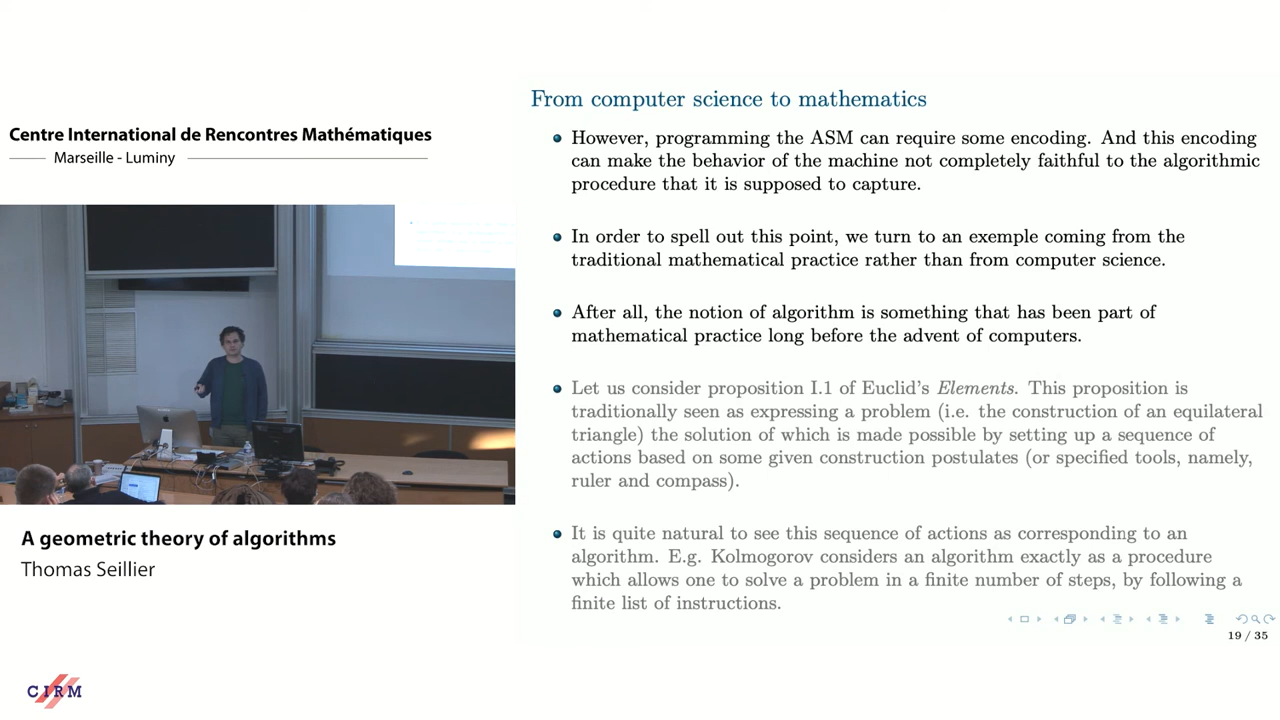 Centre International de Rencontres Mathématiques
Marseille - Luminy
A geometric theory of algorithms
Thomas Seillier
CIRM
From computer science to mathematics
However, programming the ASM can require some encoding. And this encoding
can make the behavior of the machine not completely faithful to the algorithmic
procedure that it is supposed to capture.
In order to spell out this point, we turn to an exemple coming from the
traditional mathematical practice rather than from computer science.
After all, the notion of algorithm is something that has been part of
mathematical practice long before the advent of computers.
Let us consider proposition I.1 of Euclid's Elements. This proposition is
traditionally seen as expressing a problem (i.e. the construction of an equilateral
triangle) the solution of which is made possible by setting up a sequence of
actions based on some given construction postulates (or specified tools, namely,
ruler and compass).
It is quite natural to see this sequence of actions as corresponding to an
algorithm. E.g. Kolmogorov considers an algorithm exactly as a procedure
which allows one to solve a problem in a finite number of steps, by following a
finite list of instructions.
19 / 35